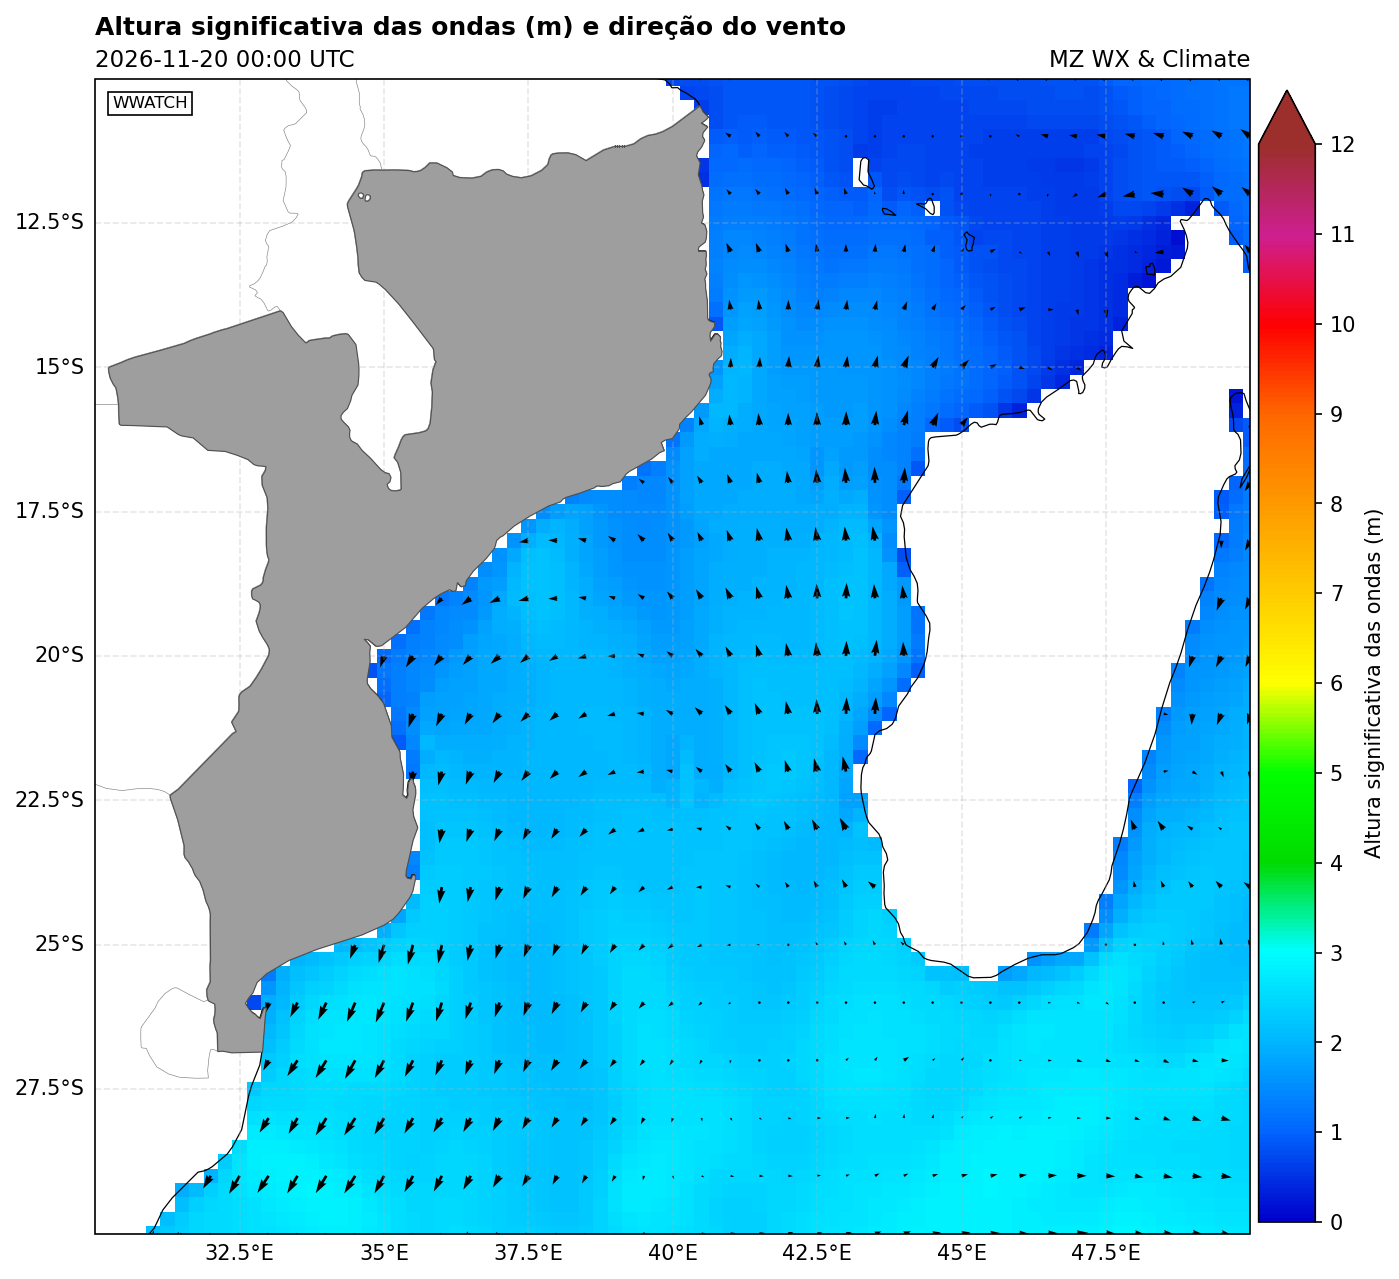 Altura significativa das ondas (m) e direção do vento
2026-11-20 00:00 UTC
MZ WX & Climate
WWATCH
12.5°S
15°S
17.5°S
20°S
22.5°S
25°S
27.5°S
32.5°E
35°E
37.5°E
40°E
42.5°E
45°E
47.5°E
12
11
10
9
8
7
6
5
4
3
2
1
0
Altura significativa das ondas (m)